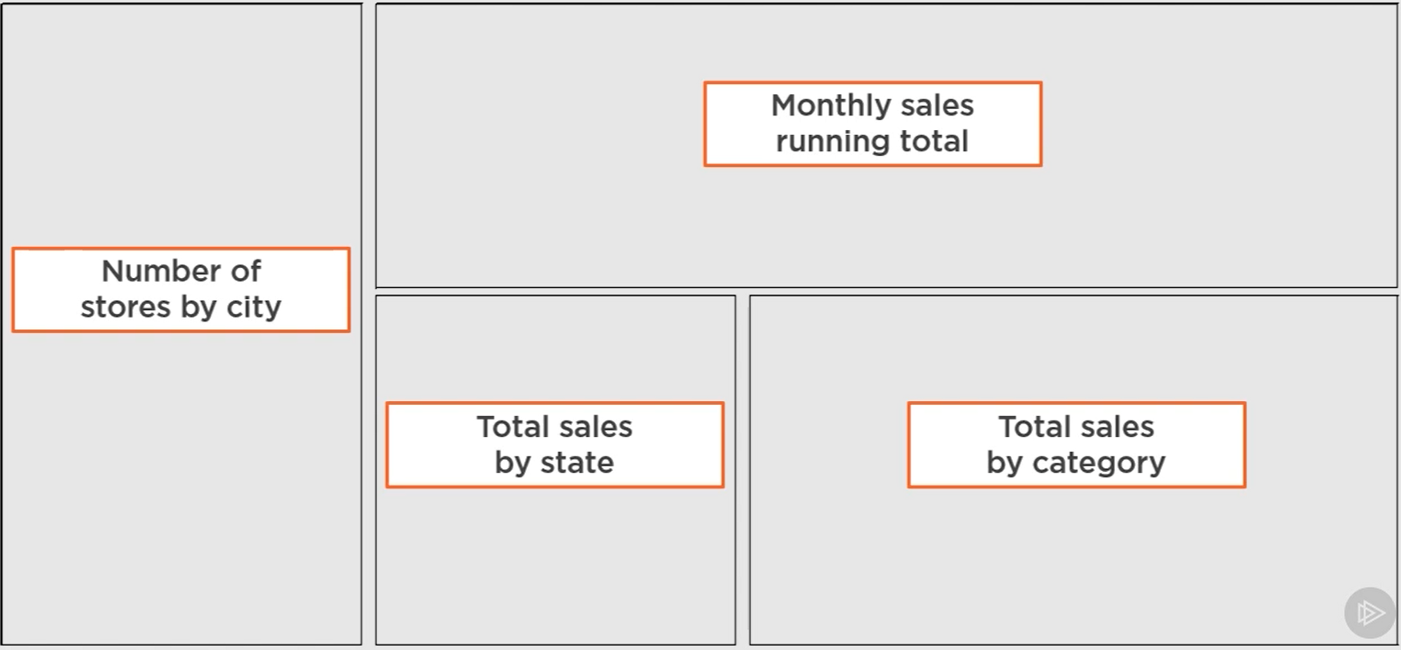 Number of
stores by city
Monthly sales
running total
Total sales
by state
Total sales
by category